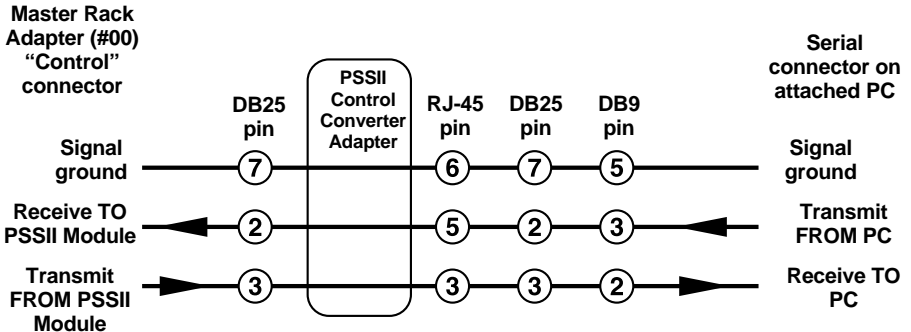 Master Rack
Adapter (#00)
“Control”
connector
Serial
connector on
attached PC
PSSII
Control
Converter
Adapter
DB25
pin
RJ-45
pin
DB25
pin
DB9
pin
Signal
ground
7
6
7
5
Signal
ground
Receive TO
PSSII Module
2
5
2
3
Transmit
FROM PC
Transmit
FROM PSSII
Module
3
3
3
2
Receive TO
PC